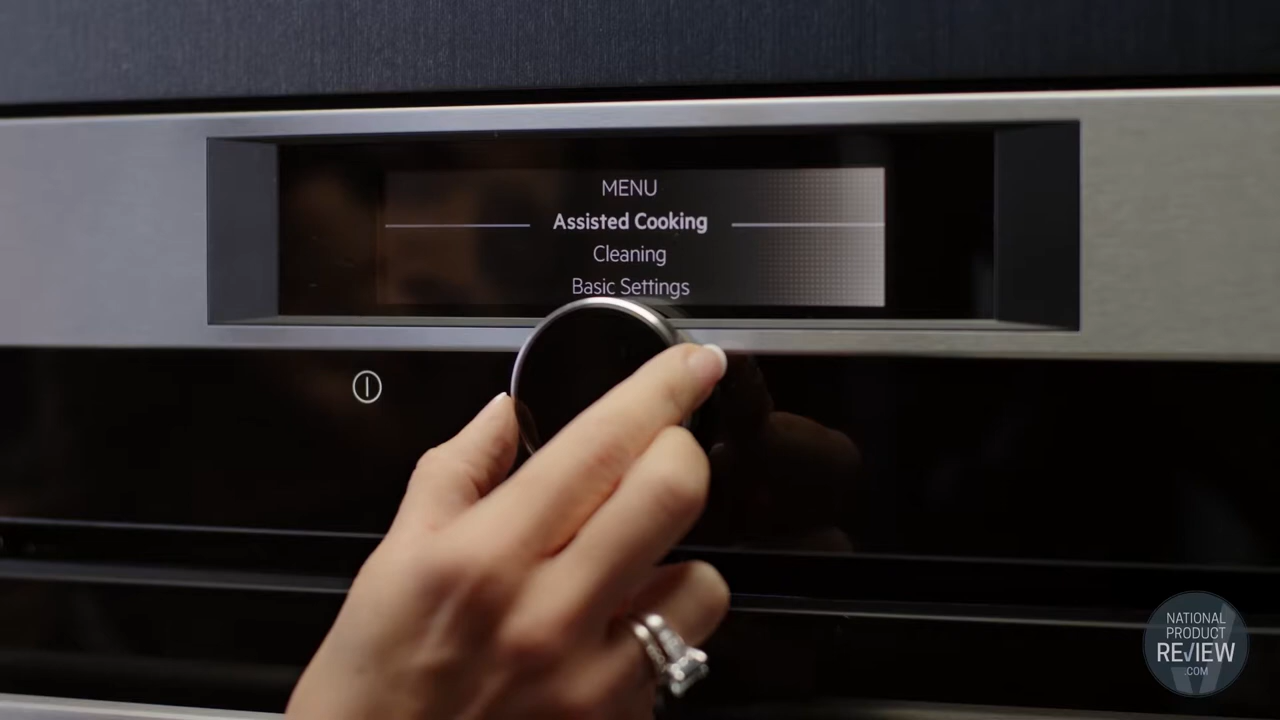 MENU
Assisted Cooking
Cleaning
Basic Settings
NATIONAL
PRODUCT
REVIEW
.COM